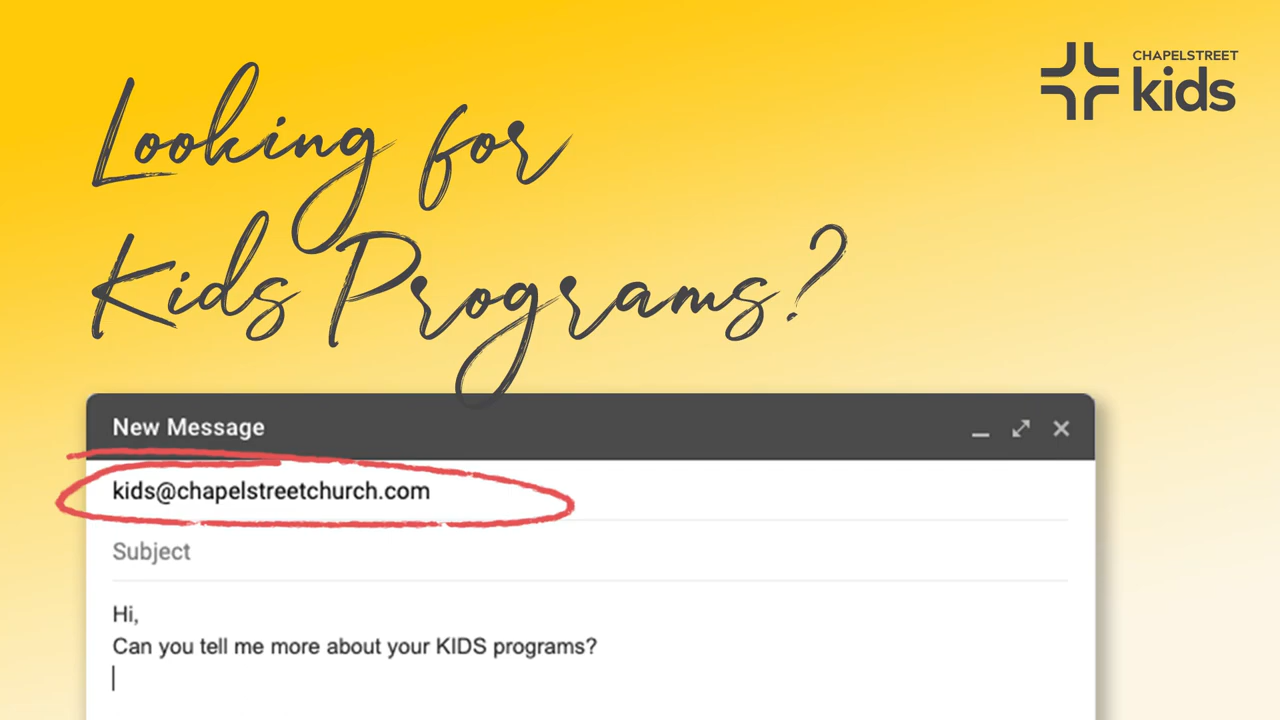 Looking for
Kids Programs?
CHAPELSTREET
kids
New Message
kids@chapelstreetchurch.com
Subject
Hi,
Can you tell me more about your KIDS programs?